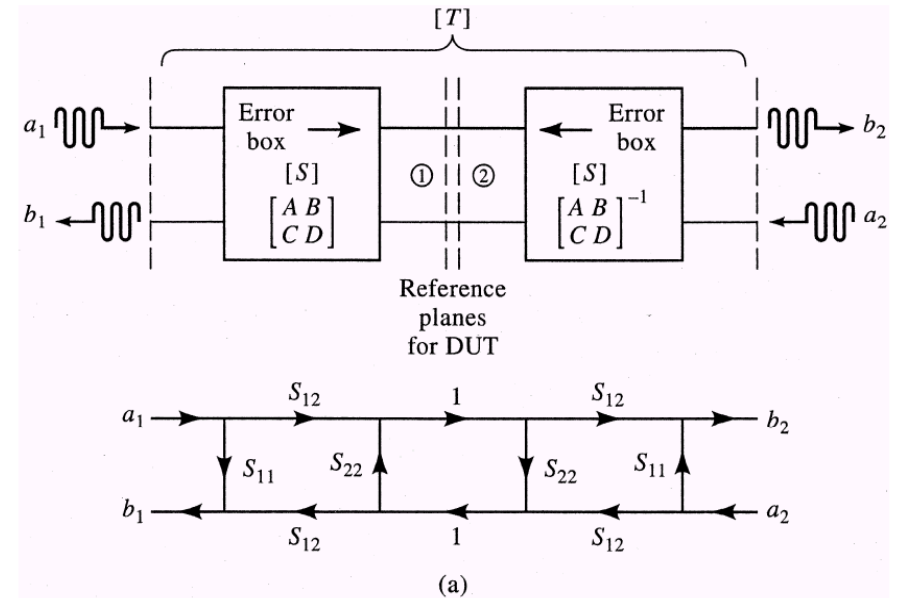 [T]
a₁ Error box Error box b₂
[S] ① ② [S]
b₁ [A B C D] [A B C D]⁻¹ a₂
Reference
planes
for DUT
a₁ S₁₂ 1 S₁₂ b₂
S₁₁ S₂₂ S₂₂ S₁₁
b₁ S₁₂ 1 S₁₂ a₂
(a)